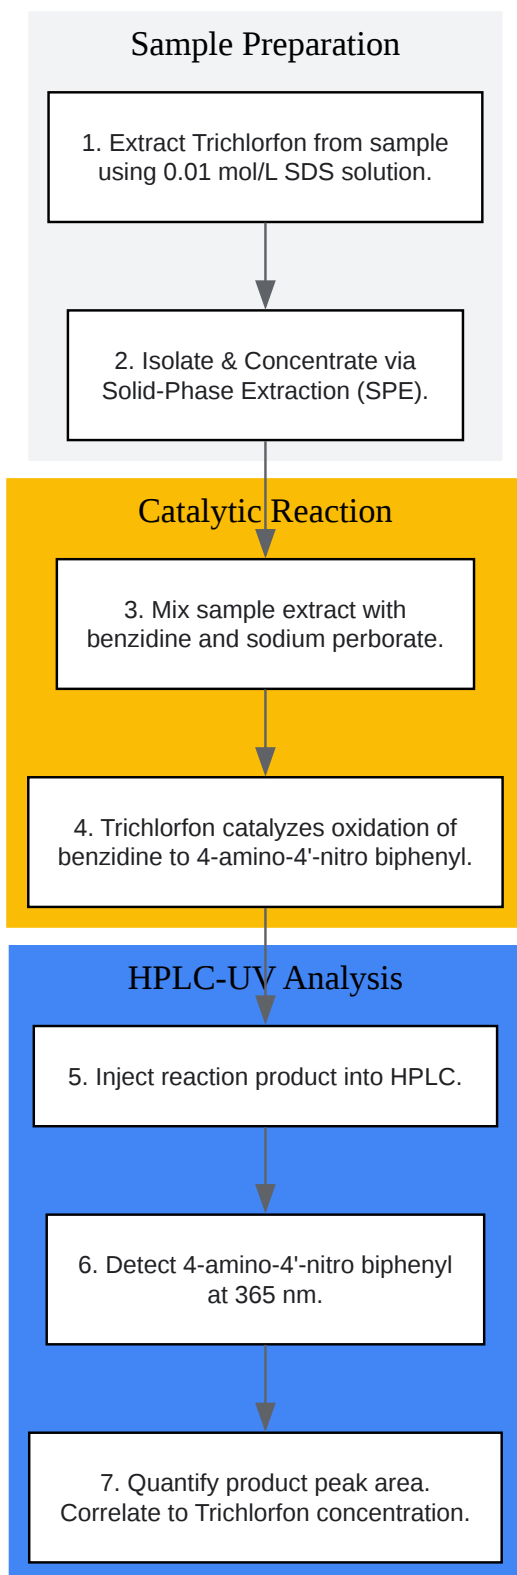 Sample Preparation
1. Extract Trichlorfon from sample
using 0.01 mol/L SDS solution.
2. Isolate & Concentrate via
Solid-Phase Extraction (SPE).
Catalytic Reaction
3. Mix sample extract with
benzidine and sodium perborate.
4. Trichlorfon catalyzes oxidation of
benzidine to 4-amino-4'-nitro biphenyl.
HPLC-UV Analysis
5. Inject reaction product into HPLC.
6. Detect 4-amino-4'-nitro biphenyl
at 365 nm.
7. Quantify product peak area.
Correlate to Trichlorfon concentration.